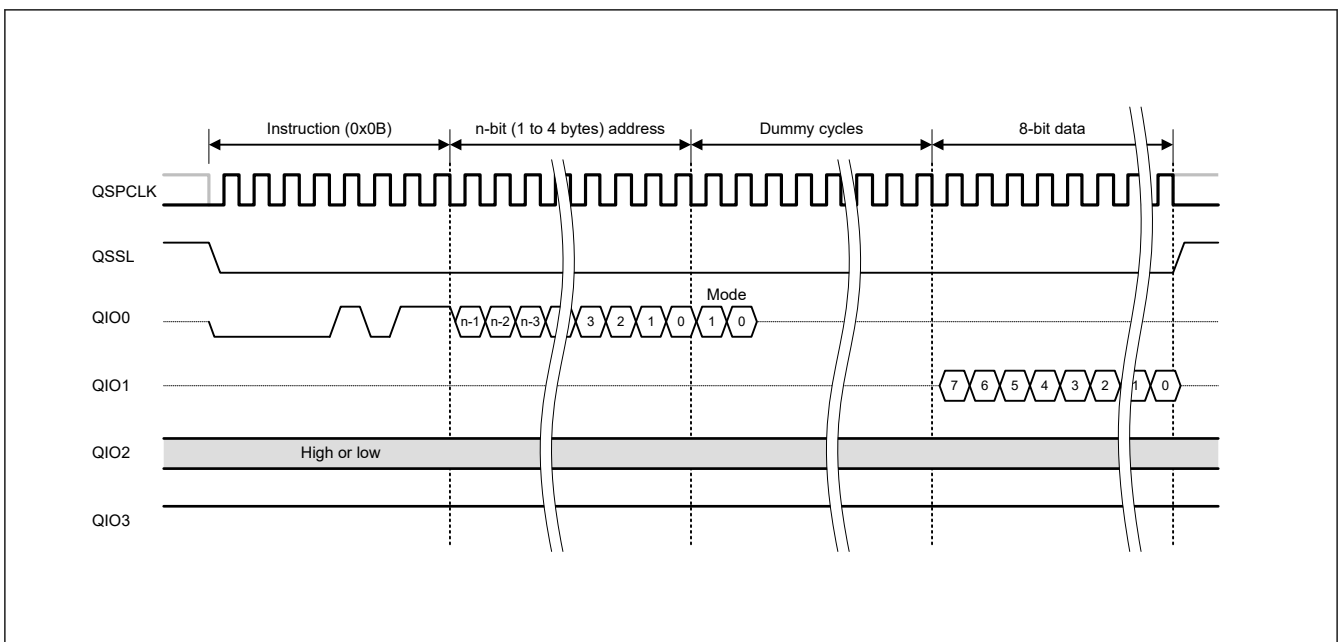 Instruction (0x0B) n-bit (1 to 4 bytes) address Dummy cycles 8-bit data
QSPCLK
QSSL
Mode
QIO0 n-1 n-2 n-3 3 2 1 0 1 0
QIO1 7 6 5 4 3 2 1 0
QIO2 High or low
QIO3